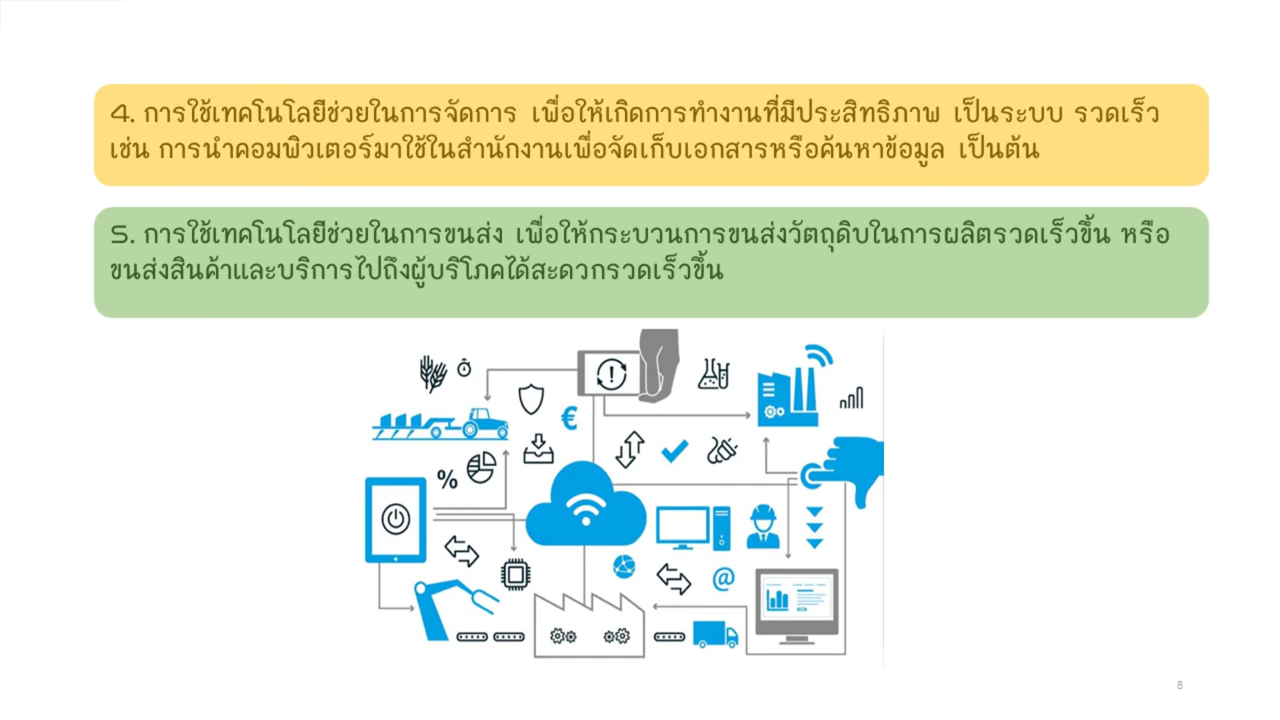 4. การใช้เทคโนโลยีช่วยในการจัดการ เพื่อให้เกิดการทำงานที่มีประสิทธิภาพ เป็นระบบ รวดเร็ว
เช่น การนำคอมพิวเตอร์มาใช้ในสำนักงานเพื่อจัดเก็บเอกสารหรือค้นหาข้อมูล เป็นต้น
5. การใช้เทคโนโลยีช่วยในการขนส่ง เพื่อให้กระบวนการขนส่งวัตถุดิบในการผลิตรวดเร็วขึ้น หรือ
ขนส่งสินค้าและบริการไปถึงผู้บริโภคได้สะดวกรวดเร็วขึ้น
€
%
@
8